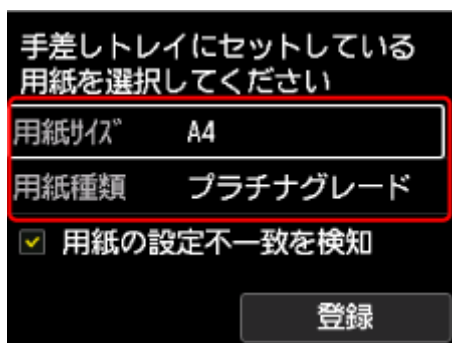 手差しトレイにセットしている
用紙を選択してください
用紙ｻｲｽﾞ A4
用紙種類 プラチナグレード
用紙の設定不一致を検知
登録